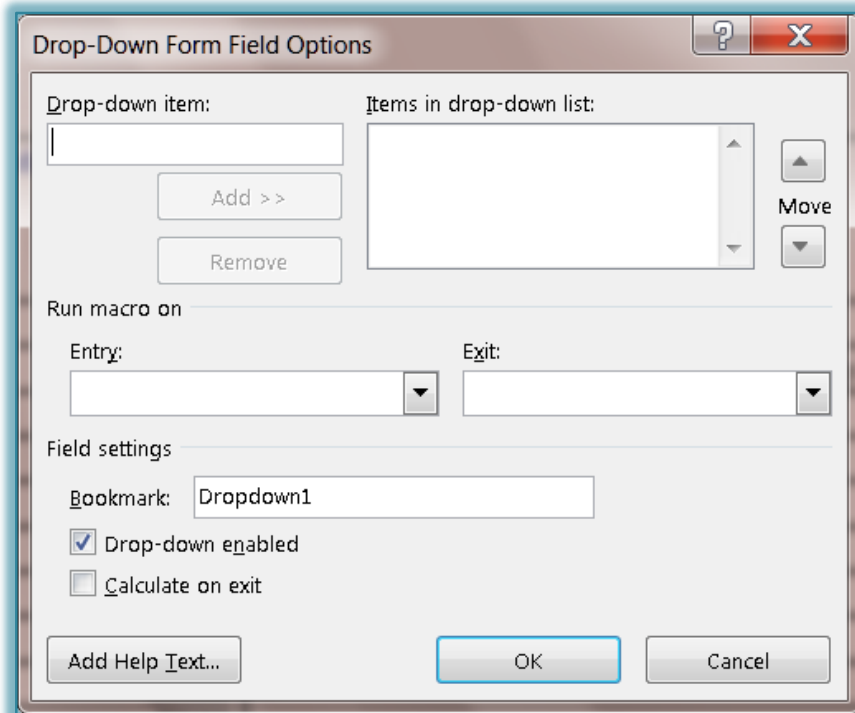 Drop-Down Form Field Options
Drop-down item:
Items in drop-down list:
Add >>
Move
Remove
Run macro on
Entry:
Exit:
Field settings
Bookmark: Dropdown1
Drop-down enabled
Calculate on exit
Add Help Text...
OK
Cancel